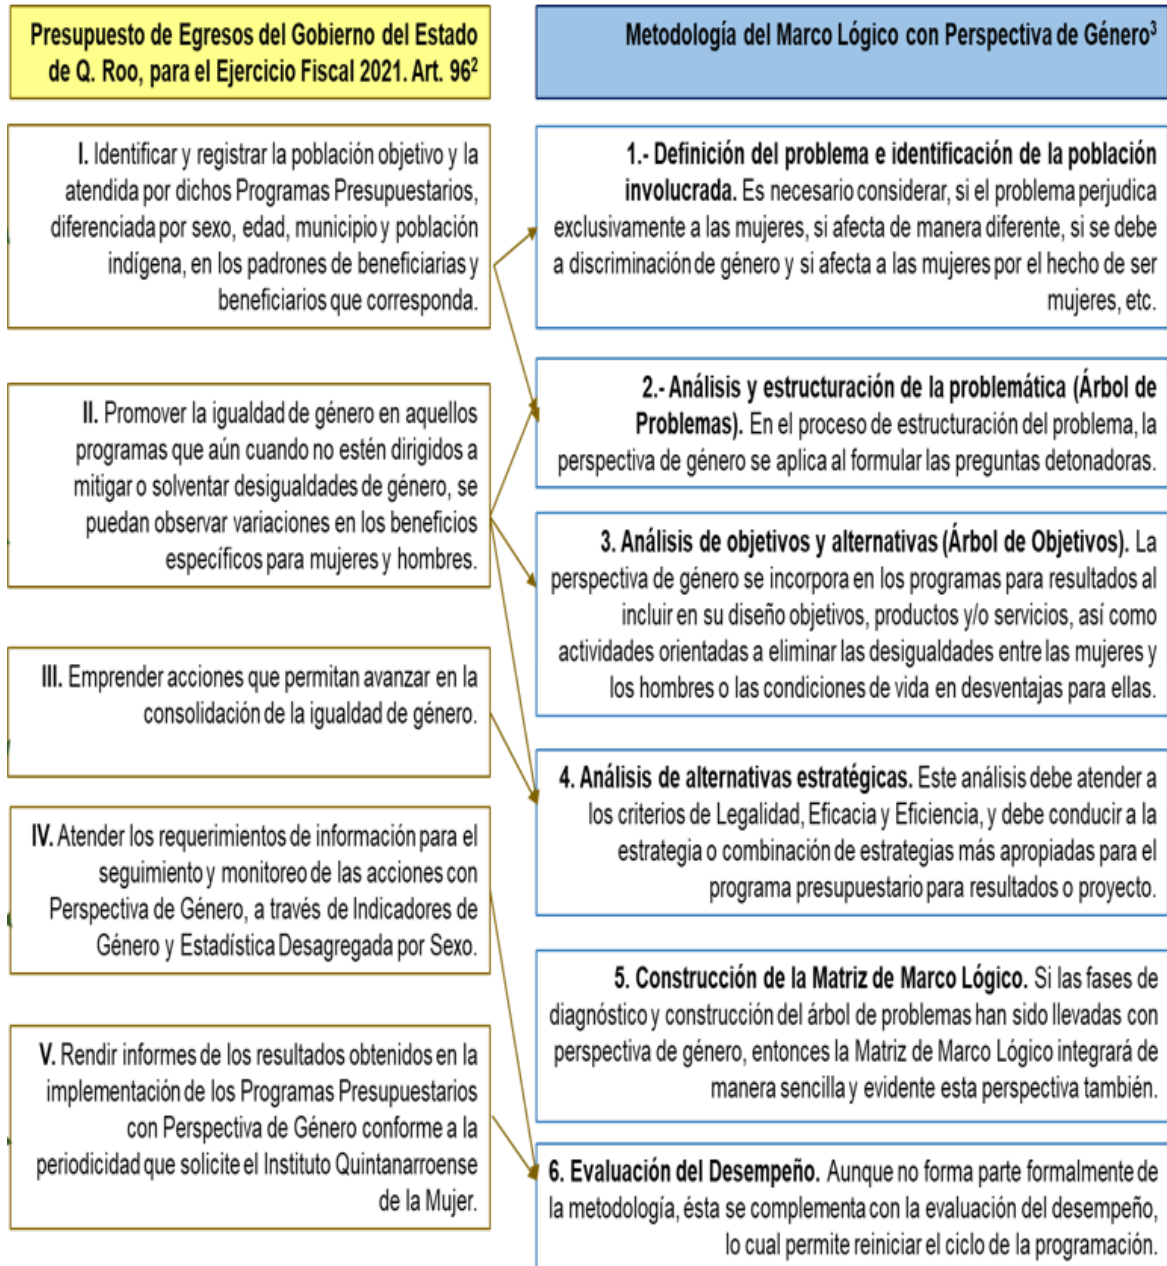 Presupuesto de Egresos del Gobierno del Estado
de Q. Roo, para el Ejercicio Fiscal 2021. Art. 96²
I. Identificar y registrar la población objetivo y la
atendida por dichos Programas Presupuestarios,
diferenciada por sexo, edad, municipio y población
indígena, en los padrones de beneficiarias y
beneficiarios que corresponda.
II. Promover la igualdad de género en aquellos
programas que aún cuando no estén dirigidos a
mitigar o solventar desigualdades de género, se
puedan observar variaciones en los beneficios
específicos para mujeres y hombres.
III. Emprender acciones que permitan avanzar en la
consolidación de la igualdad de género.
IV. Atender los requerimientos de información para el
seguimiento y monitoreo de las acciones con
Perspectiva de Género, a través de Indicadores de
Género y Estadística Desagregada por Sexo.
V. Rendir informes de los resultados obtenidos en la
implementación de los Programas Presupuestarios
con Perspectiva de Género conforme a la
periodicidad que solicite el Instituto Quintanarroense
de la Mujer.
Metodología del Marco Lógico con Perspectiva de Género³
1.- Definición del problema e identificación de la población
involucrada. Es necesario considerar, si el problema perjudica
exclusivamente a las mujeres, si afecta de manera diferente, si se debe
a discriminación de género y si afecta a las mujeres por el hecho de ser
mujeres, etc.
2.- Análisis y estructuración de la problemática (Árbol de
Problemas). En el proceso de estructuración del problema, la
perspectiva de género se aplica al formular las preguntas detonadoras.
3. Análisis de objetivos y alternativas (Árbol de Objetivos). La
perspectiva de género se incorpora en los programas para resultados al
incluir en su diseño objetivos, productos y/o servicios, así como
actividades orientadas a eliminar las desigualdades entre las mujeres y
los hombres o las condiciones de vida en desventajas para ellas.
4. Análisis de alternativas estratégicas. Este análisis debe atender a
los criterios de Legalidad, Eficacia y Eficiencia, y debe conducir a la
estrategia o combinación de estrategias más apropiadas para el
programa presupuestario para resultados o proyecto.
5. Construcción de la Matriz de Marco Lógico. Si las fases de
diagnóstico y construcción del árbol de problemas han sido llevadas con
perspectiva de género, entonces la Matriz de Marco Lógico integrará de
manera sencilla y evidente esta perspectiva también.
6. Evaluación del Desempeño. Aunque no forma parte formalmente de
la metodología, ésta se complementa con la evaluación del desempeño,
lo cual permite reiniciar el ciclo de la programación.